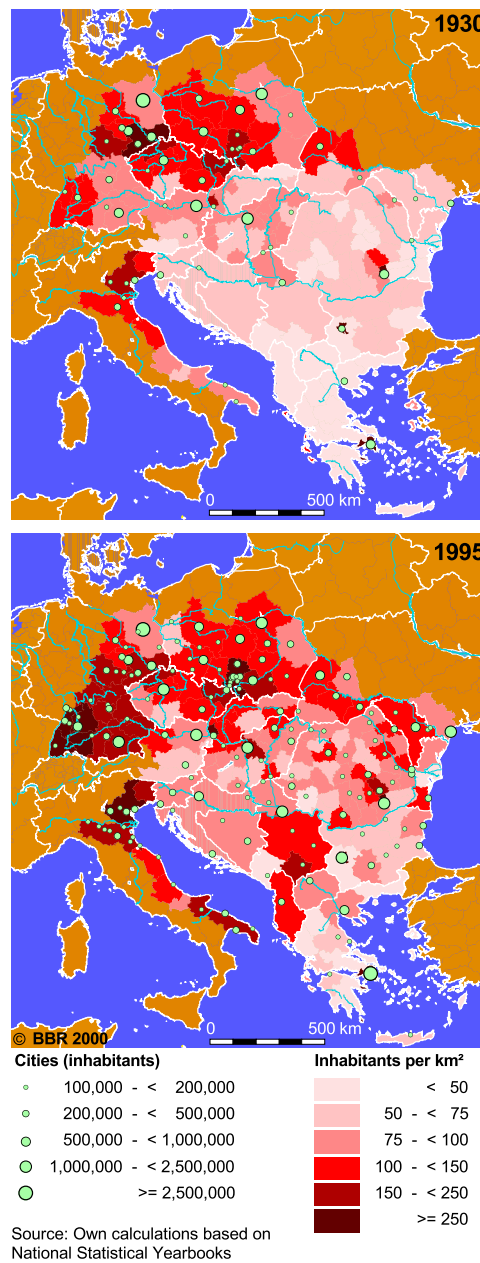 1930
0 500 km
1995
© BBR 2000
0 500 km
Cities (inhabitants)
100,000 - < 200,000
200,000 - < 500,000
500,000 - < 1,000,000
1,000,000 - < 2,500,000
>= 2,500,000
Inhabitants per km²
< 50
50 - < 75
75 - < 100
100 - < 150
150 - < 250
>= 250
Source: Own calculations based on
National Statistical Yearbooks